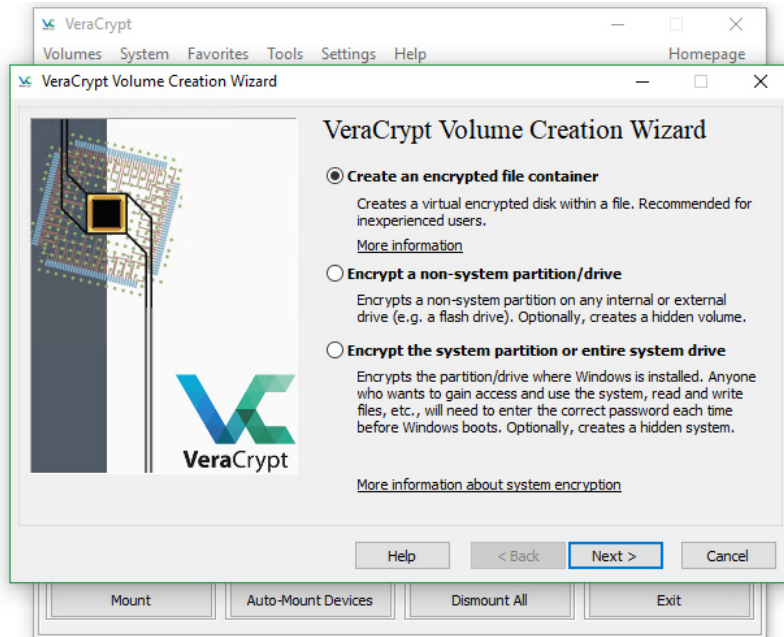 VeraCrypt
Volumes System Favorites Tools Settings Help Homepage
VeraCrypt Volume Creation Wizard
VeraCrypt Volume Creation Wizard
Create an encrypted file container
Creates a virtual encrypted disk within a file. Recommended for
inexperienced users.
More information
Encrypt a non-system partition/drive
Encrypts a non-system partition on any internal or external
drive (e.g. a flash drive). Optionally, creates a hidden volume.
Encrypt the system partition or entire system drive
Encrypts the partition/drive where Windows is installed. Anyone
who wants to gain access and use the system, read and write
files, etc., will need to enter the correct password each time
before Windows boots. Optionally, creates a hidden system.
More information about system encryption
VeraCrypt
Help < Back Next > Cancel
Mount Auto-Mount Devices Dismount All Exit